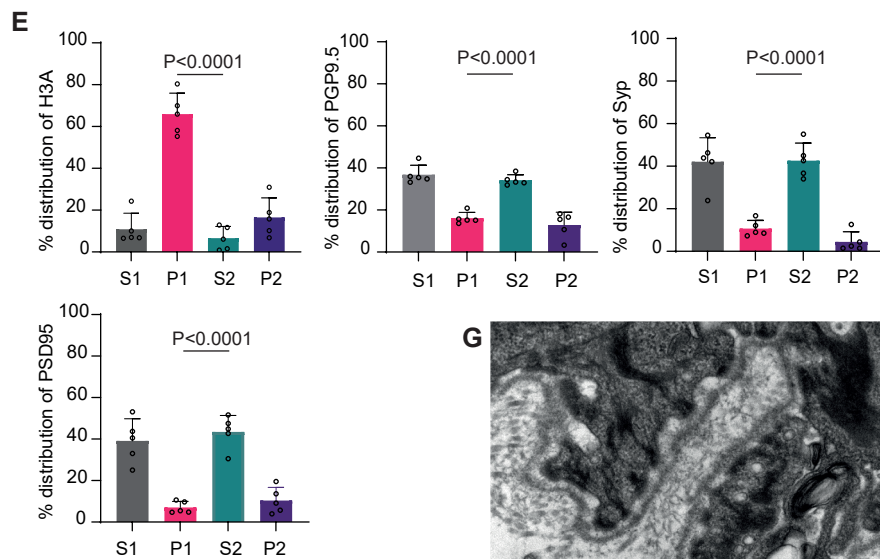 E
% distribution of H3A
100
80
60
40
20
0
P<0.0001
S1 P1 S2 P2
% distribution of PGP9.5
100
80
60
40
20
0
P<0.0001
S1 P1 S2 P2
% distribution of Syp
100
80
60
40
20
0
P<0.0001
S1 P1 S2 P2
% distribution of PSD95
100
80
60
40
20
0
P<0.0001
S1 P1 S2 P2
G